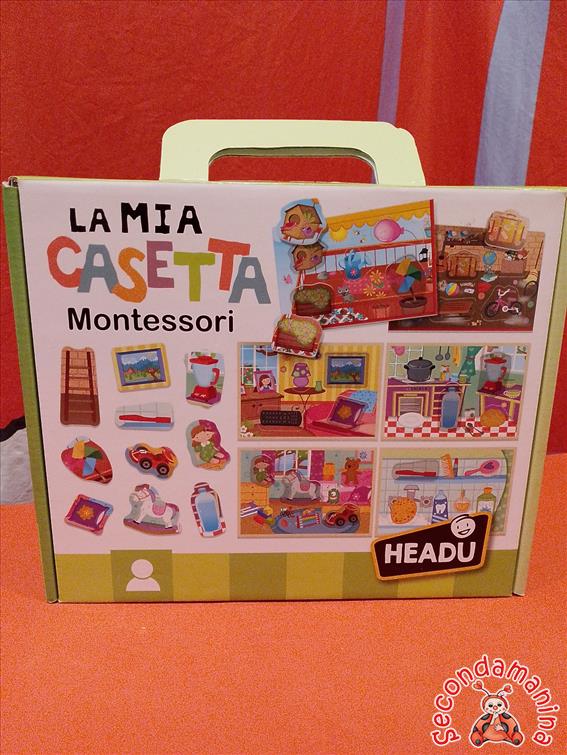 LA MIA
CASETTA
Montessori
HEADU
Secondamanina